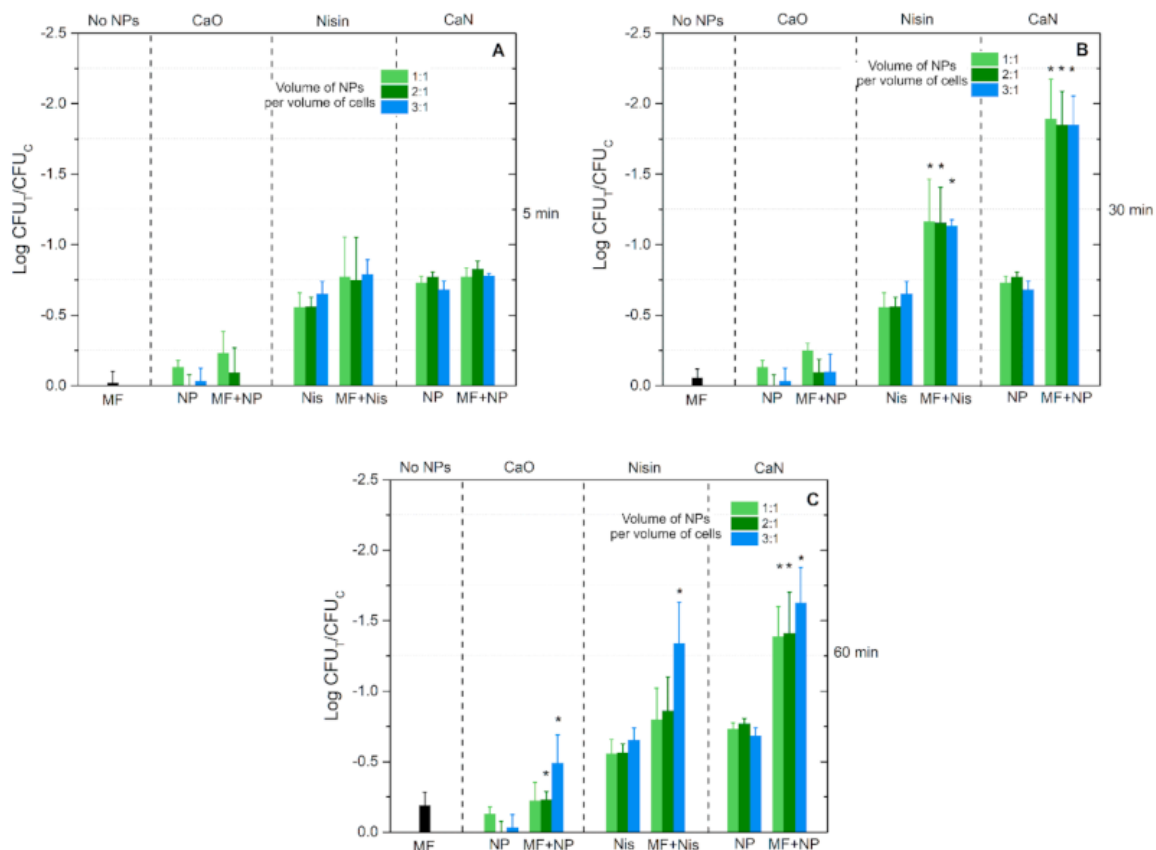 No NPs CaO Nisin CaN
A
-2.5
-2.0
-1.5
-1.0
-0.5
0.0
Log CFU_T/CFU_C
Volume of NPs
per volume of cells
1:1
2:1
3:1
5 min
MF NP MF+NP Nis MF+Nis NP MF+NP
No NPs CaO Nisin CaN
B
-2.5
-2.0
-1.5
-1.0
-0.5
0.0
Log CFU_T/CFU_C
Volume of NPs
per volume of cells
1:1
2:1
3:1
* * *
* * *
30 min
MF NP MF+NP Nis MF+Nis NP MF+NP
No NPs CaO Nisin CaN
C
-2.5
-2.0
-1.5
-1.0
-0.5
0.0
Log CFU_T/CFU_C
Volume of NPs
per volume of cells
1:1
2:1
3:1
* * *
*
* *
60 min
MF NP MF+NP Nis MF+Nis NP MF+NP